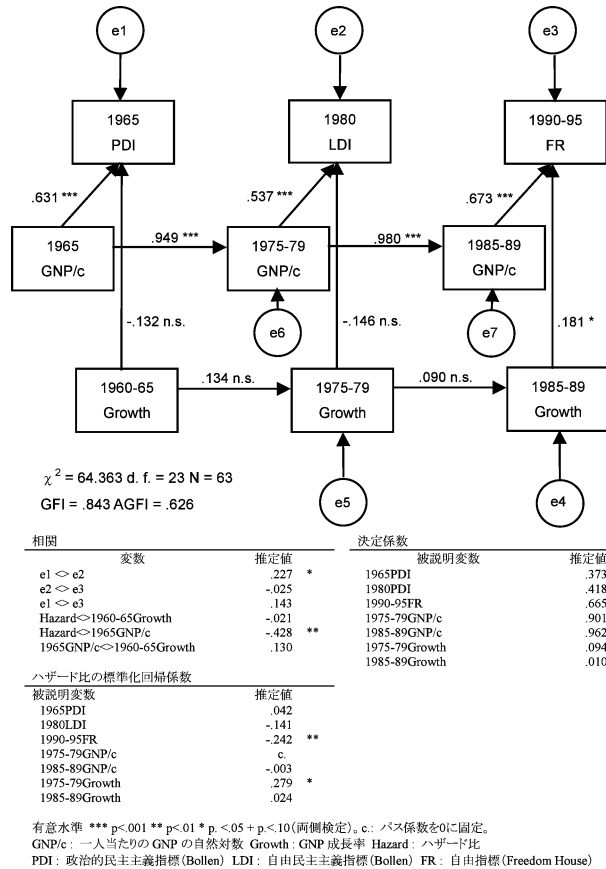 e1
e2
e3
1965
PDI
1980
LDI
1990-95
FR
.631 ***
.537 ***
.673 ***
1965
GNP/c
.949 ***
1975-79
GNP/c
.980 ***
1985-89
GNP/c
-.132 n.s.
e6
-.146 n.s.
e7
.181 *
1960-65
Growth
.134 n.s.
1975-79
Growth
.090 n.s.
1985-89
Growth
χ² = 64.363 d. f. = 23 N = 63
GFI = .843 AGFI = .626
e5
e4
相関
変数 推定値
e1 <> e2 .227 *
e2 <> e3 -.025
e1 <> e3 .143
Hazard<>1960-65Growth -.021
Hazard<>1965GNP/c -.428 **
1965GNP/c<>1960-65Growth .130
決定係数
被説明変数 推定値
1965PDI .373
1980PDI .418
1990-95FR .665
1975-79GNP/c .901
1985-89GNP/c .962
1975-79Growth .094
1985-89Growth .010
ハザード比の標準化回帰係数
被説明変数 推定値
1965PDI .042
1980LDI -.141
1990-95FR -.242 **
1975-79GNP/c c.
1985-89GNP/c -.003
1975-79Growth .279 *
1985-89Growth .024
有意水準 *** p<.001 ** p<.01 * p. <.05 + p.<.10(両側検定)。c.: パス係数を0に固定。
GNP/c : 一人当たりの GNP の自然対数 Growth : GNP 成長率 Hazard : ハザード比
PDI : 政治的民主主義指標(Bollen) LDI : 自由民主主義指標(Bollen) FR : 自由指標(Freedom House)